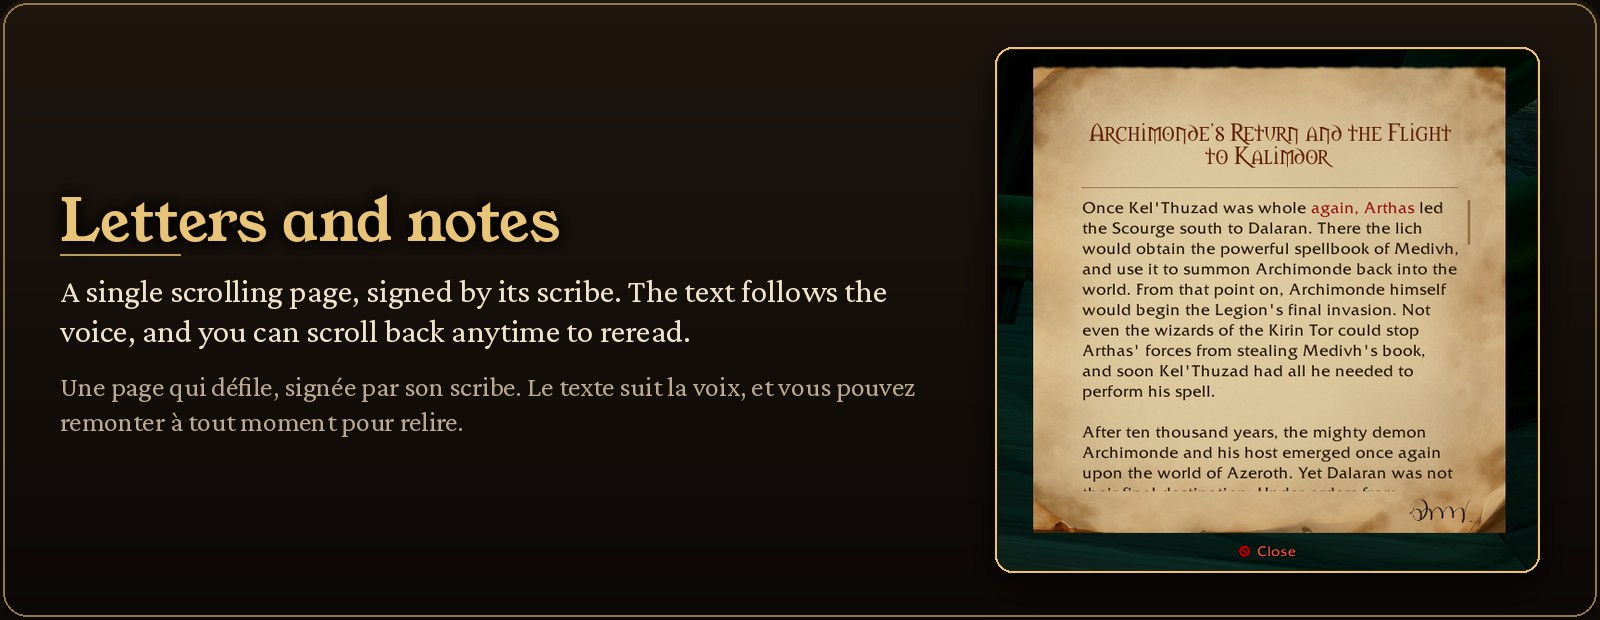 Letters and notes
A single scrolling page, signed by its scribe. The text follows the
voice, and you can scroll back anytime to reread.
Une page qui défile, signée par son scribe. Le texte suit la voix, et vous pouvez
remonter à tout moment pour relire.
Archimonde's Return and the Flight
to Kalimdor
Once Kel'Thuzad was whole again, Arthas led
the Scourge south to Dalaran. There the lich
would obtain the powerful spellbook of Medivh,
and use it to summon Archimonde back into the
world. From that point on, Archimonde himself
would begin the Legion's final invasion. Not
even the wizards of the Kirin Tor could stop
Arthas' forces from stealing Medivh's book,
and soon Kel'Thuzad had all he needed to
perform his spell.
After ten thousand years, the mighty demon
Archimonde and his host emerged once again
upon the world of Azeroth. Yet Dalaran was not
their final destination. Under orders from
Close